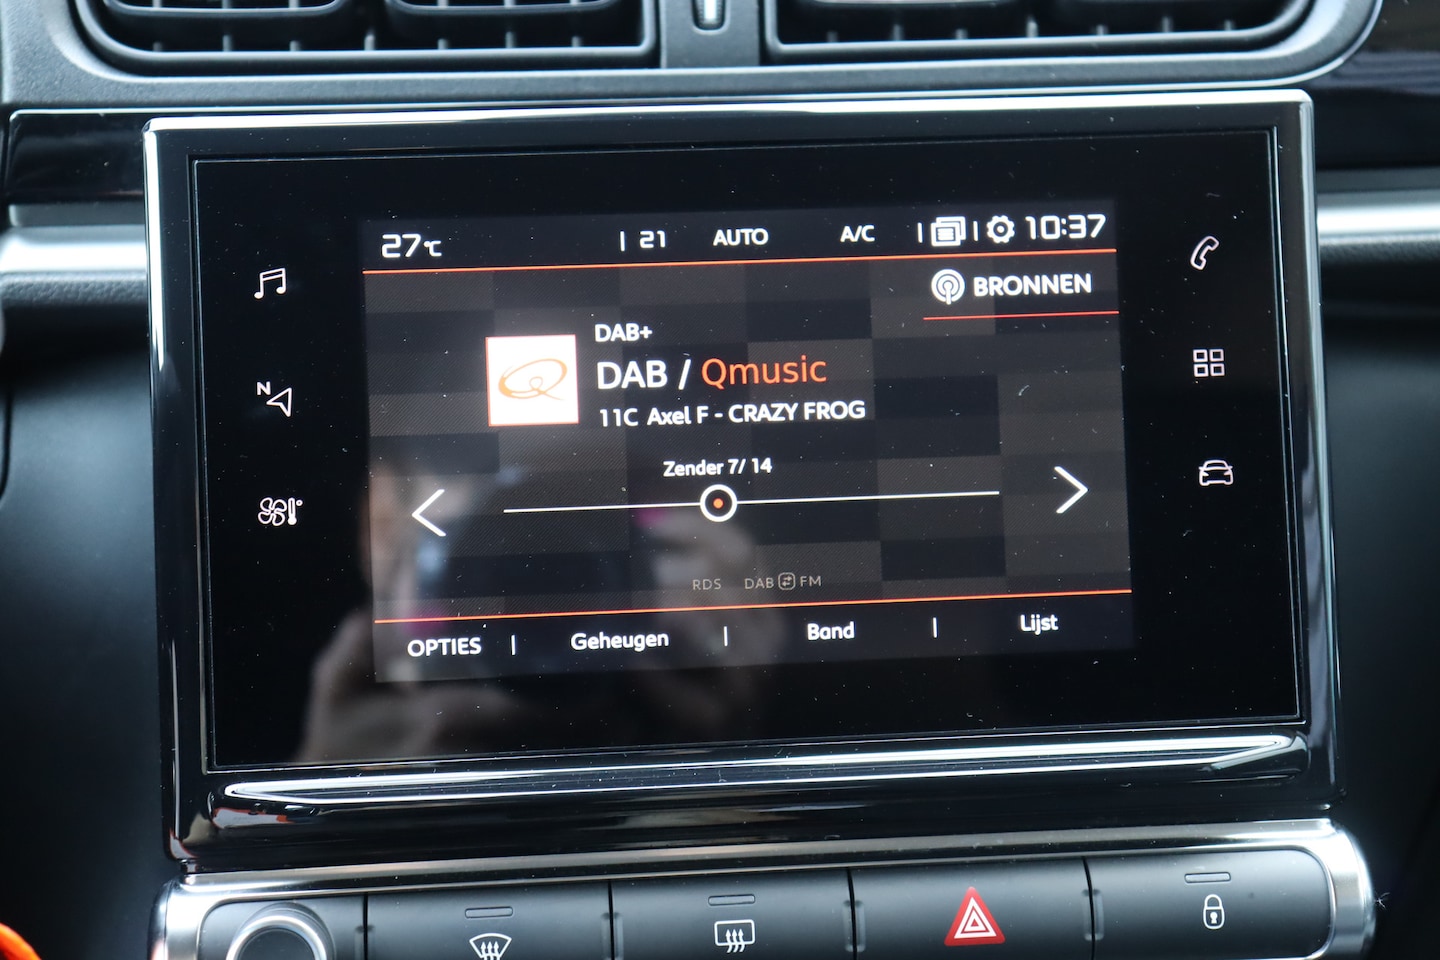 27°C | 21 AUTO A/C | | 10:37
BRONNEN
DAB+
DAB / Qmusic
11C Axel F - CRAZY FROG
Zender 7/ 14
RDS DAB FM
OPTIES | Geheugen | Band | Lijst
N